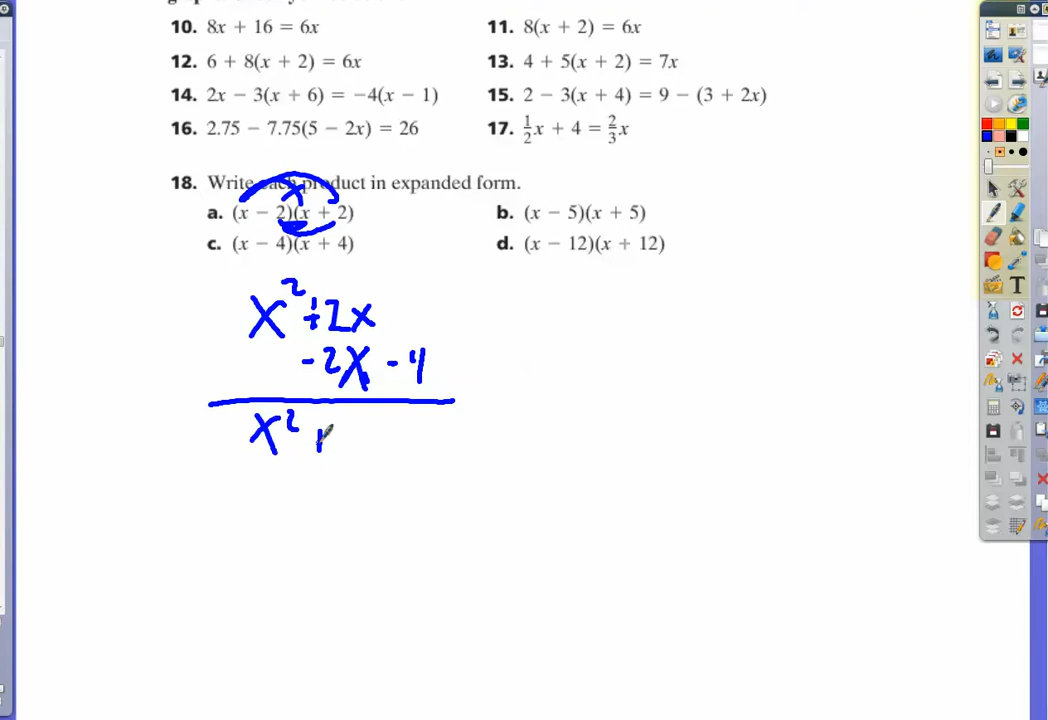 10. 8x + 16 = 6x
11. 8(x + 2) = 6x
12. 6 + 8(x + 2) = 6x
13. 4 + 5(x + 2) = 7x
14. 2x − 3(x + 6) = −4(x − 1)
15. 2 − 3(x + 4) = 9 − (3 + 2x)
16. 2.75 − 7.75(5 − 2x) = 26
17. 1/2x + 4 = 2/3x
18. Write each product in expanded form.
a. (x − 2)(x + 2)
b. (x − 5)(x + 5)
c. (x − 4)(x + 4)
d. (x − 12)(x + 12)
x² + 2x
- 2x - 4
x²
T